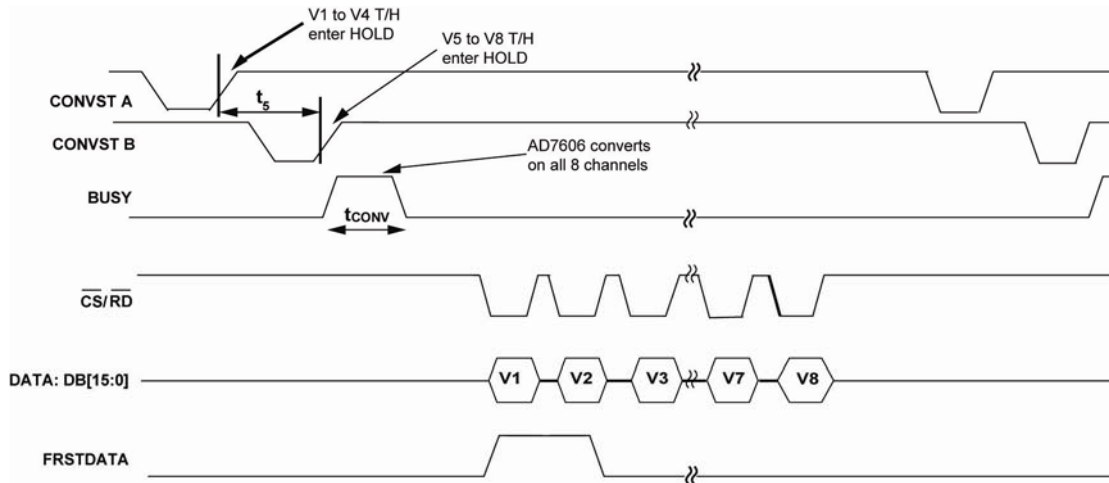 V1 to V4 T/H
enter HOLD
V5 to V8 T/H
enter HOLD
CONVST A
t5
CONVST B
AD7606 converts
on all 8 channels
BUSY
tCONV
CS/RD
DATA: DB[15:0]
V1
V2
V3
V7
V8
FRSTDATA